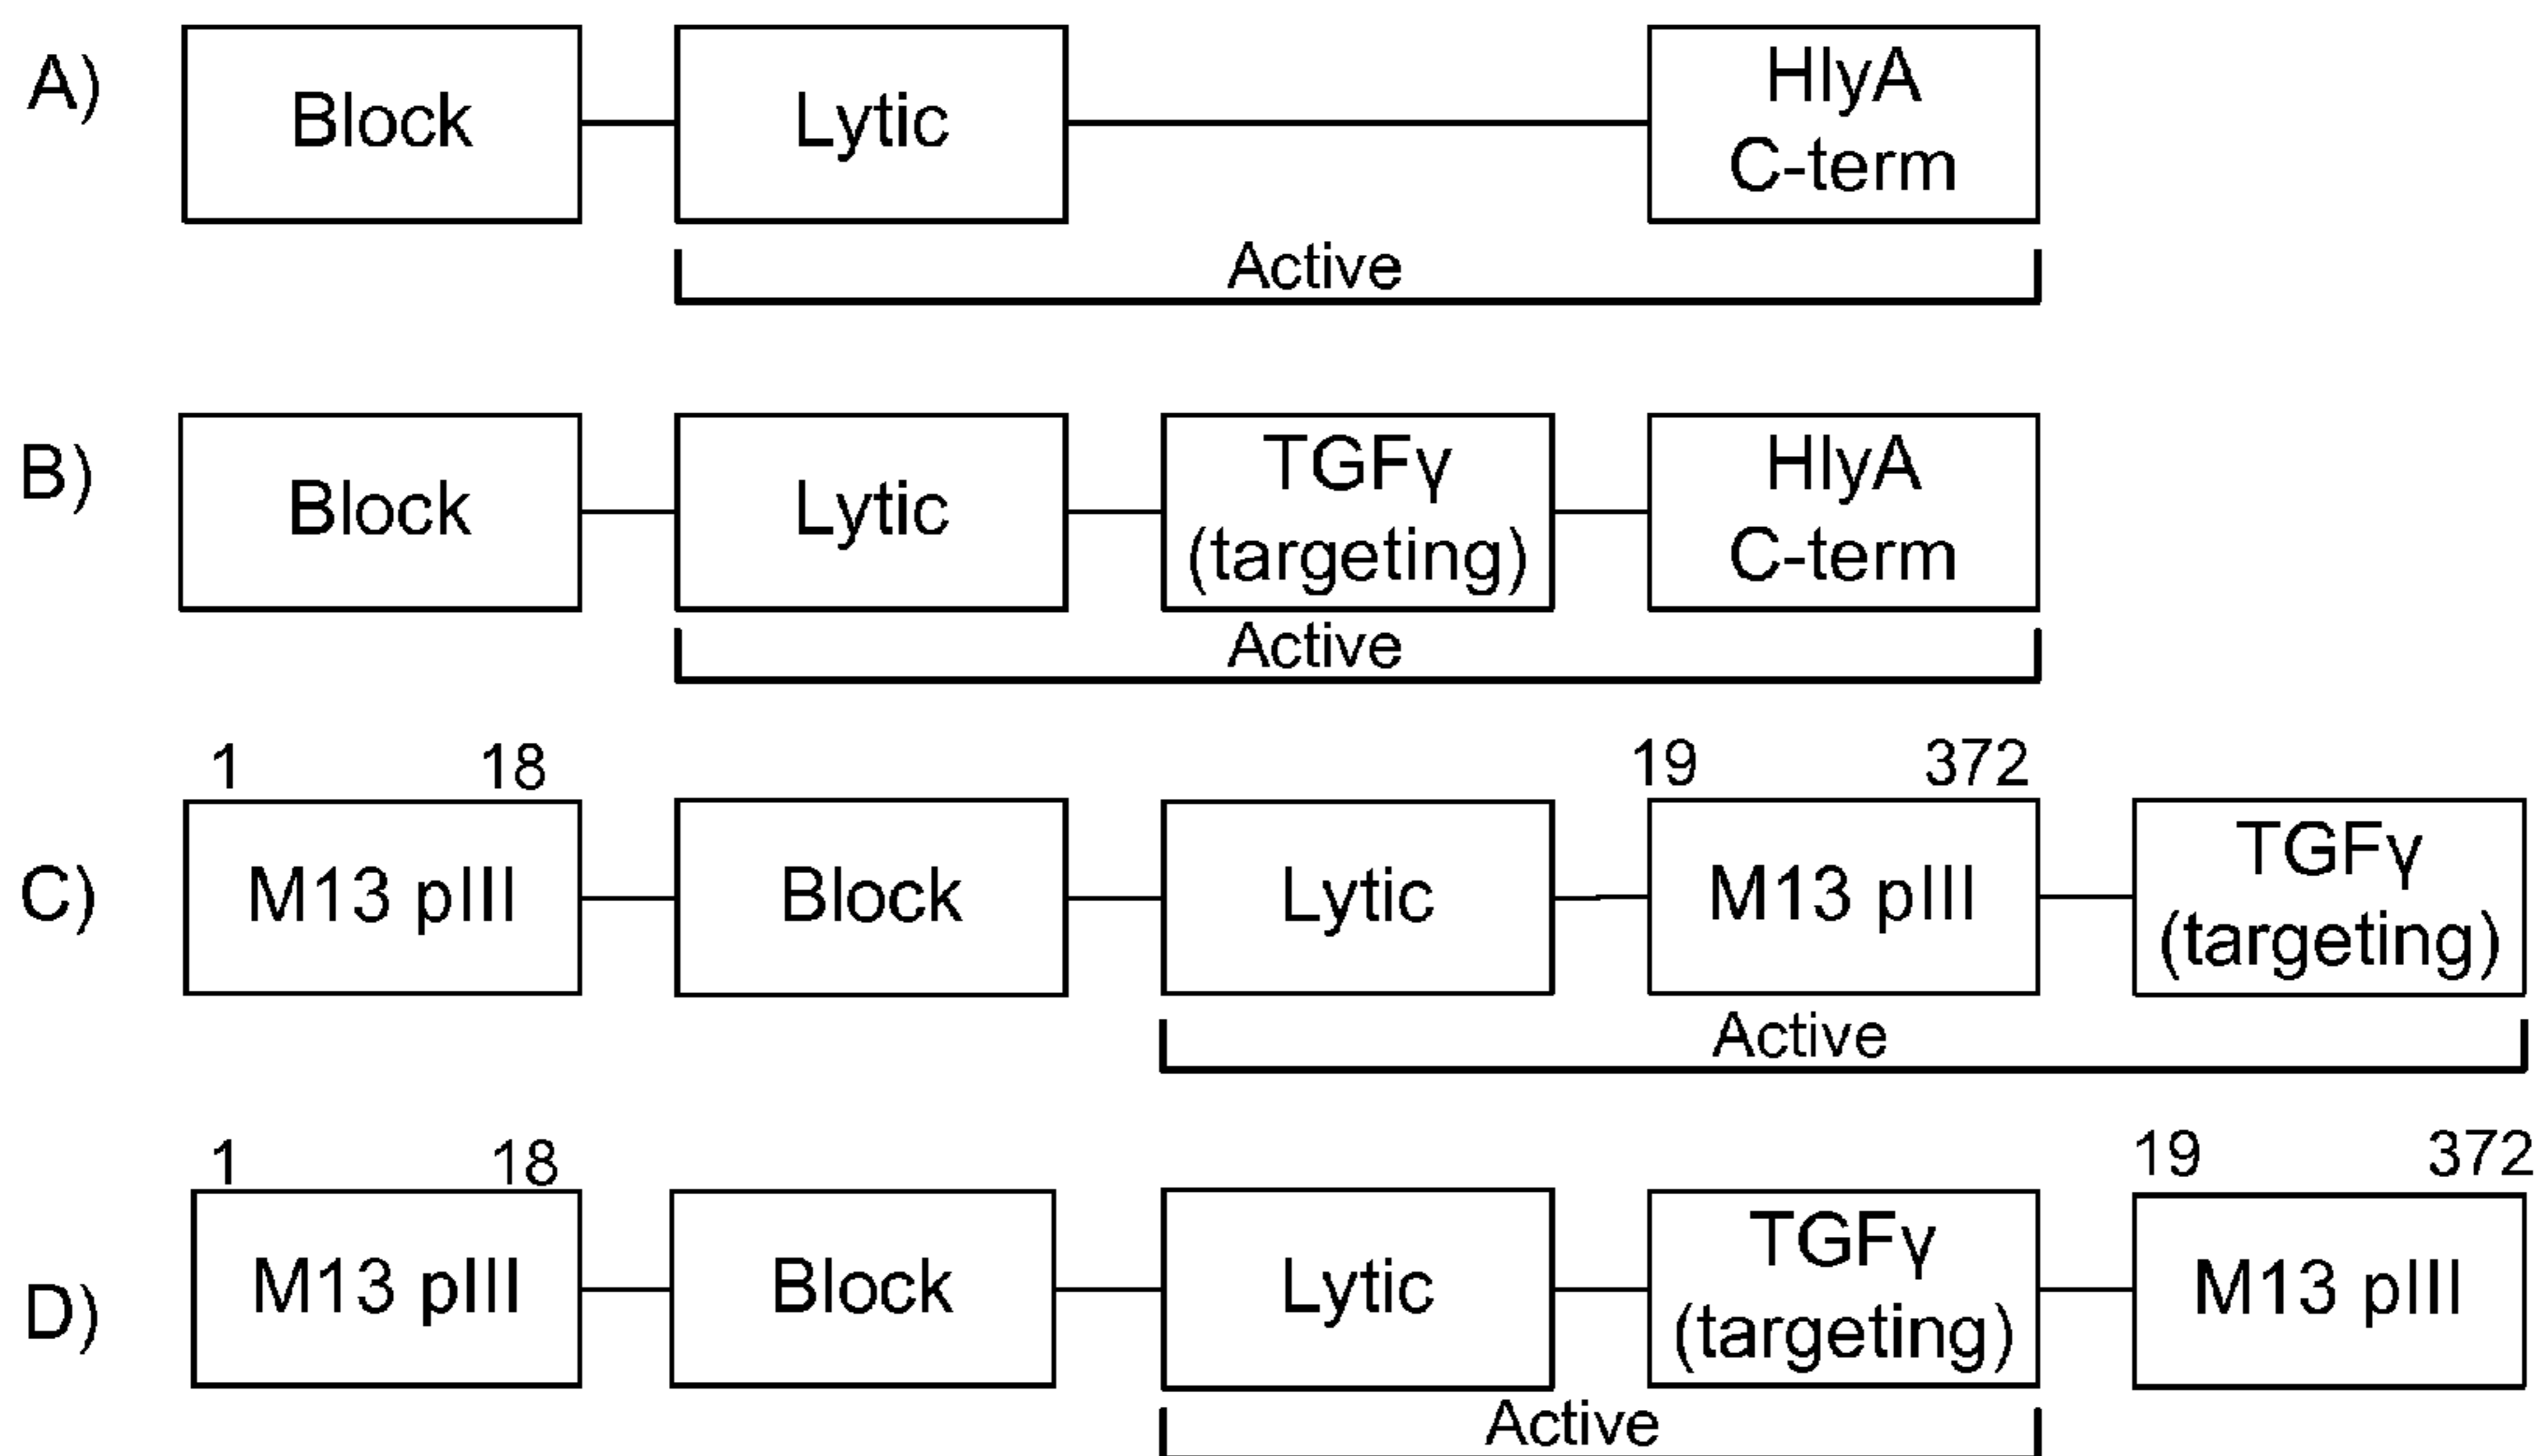 A)
Block
Lytic
HlyA
C-term
Active
B)
Block
Lytic
TGFγ
(targeting)
HlyA
C-term
Active
1 18
19 372
C)
M13 pIII
Block
Lytic
M13 pIII
TGFγ
(targeting)
Active
1 18
19 372
D)
M13 pIII
Block
Lytic
TGFγ
(targeting)
M13 pIII
Active